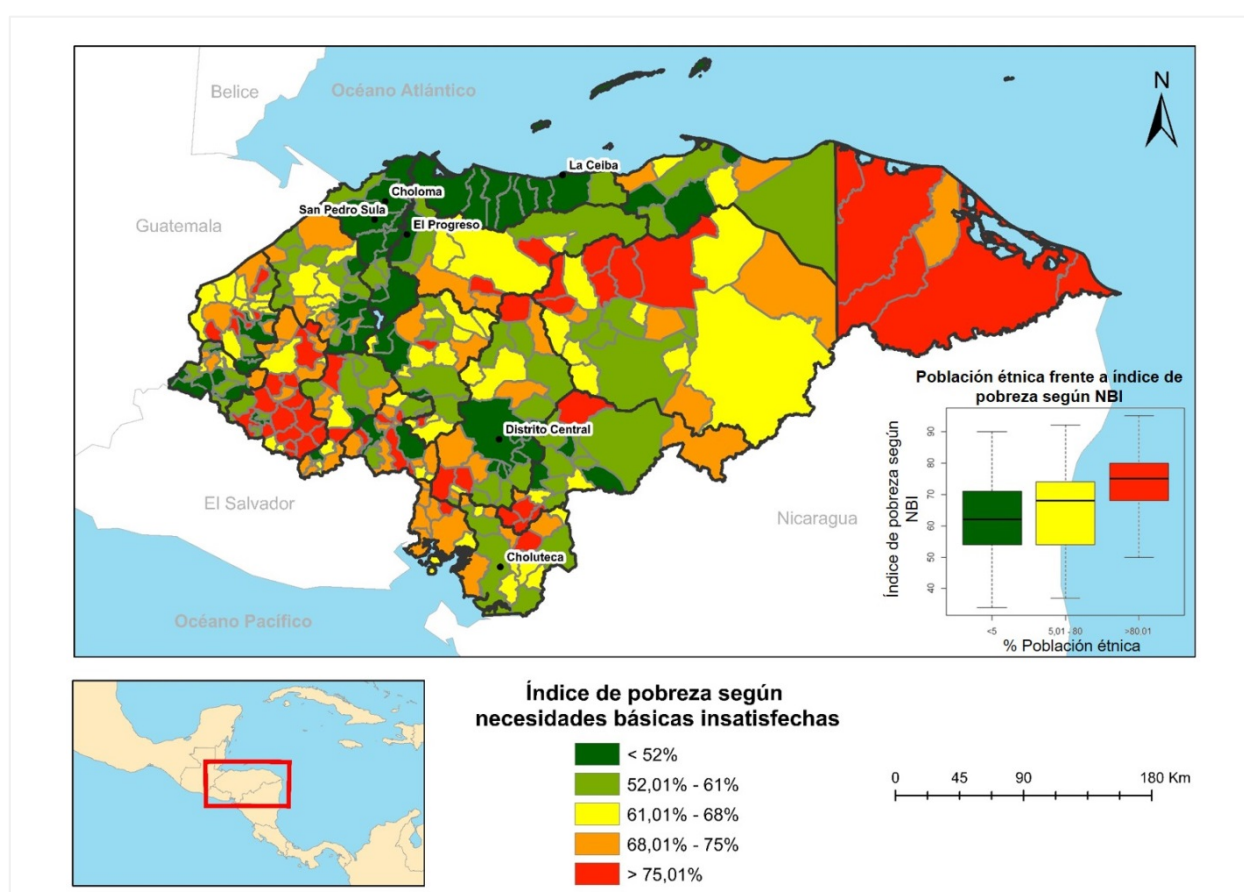 Belice
Océano Atlántico
N
La Ceiba
Choloma
San Pedro Sula
El Progreso
Guatemala
Distrito Central
El Salvador
Nicaragua
Choluteca
Océano Pacífico
Población étnica frente a índice de
pobreza según NBI
Índice de pobreza según
NBI
90
80
70
60
50
40
<5
5,01 - 80
>80.01
% Población étnica
Índice de pobreza según
necesidades básicas insatisfechas
< 52%
52,01% - 61%
61,01% - 68%
68,01% - 75%
> 75,01%
0 45 90 180 Km